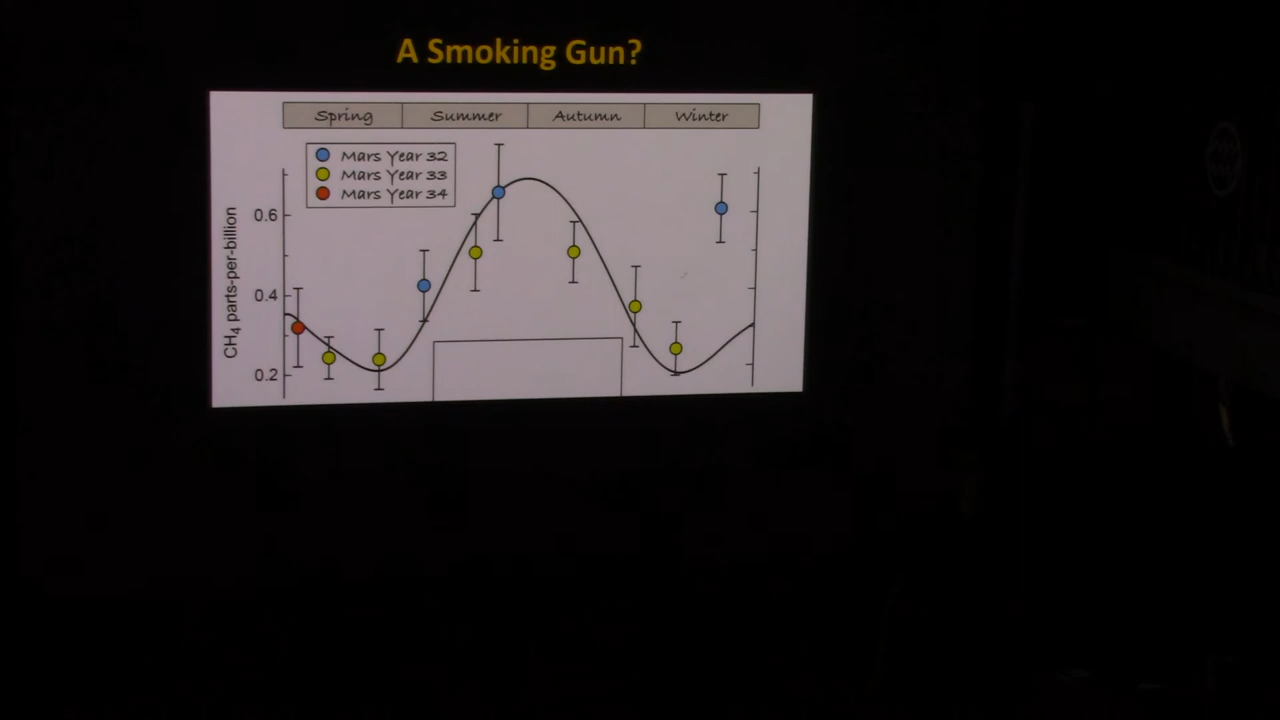 A Smoking Gun?
Spring Summer Autumn Winter
Mars Year 32
Mars Year 33
Mars Year 34
CH4 parts-per-billion
0.6
0.4
0.2